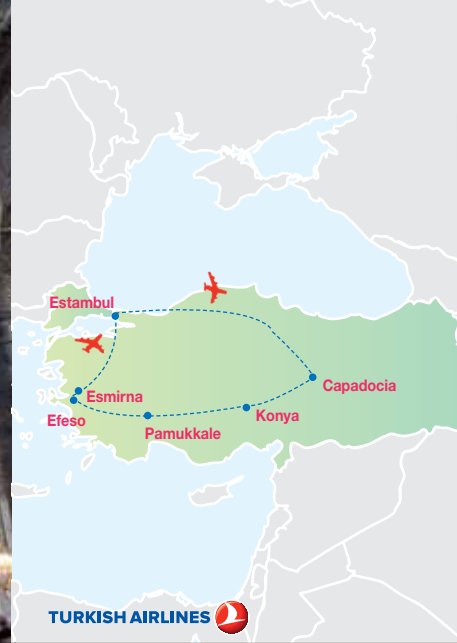 Estambul
Capadocia
Esmirna
Efeso
Konya
Pamukkale
TURKISH AIRLINES